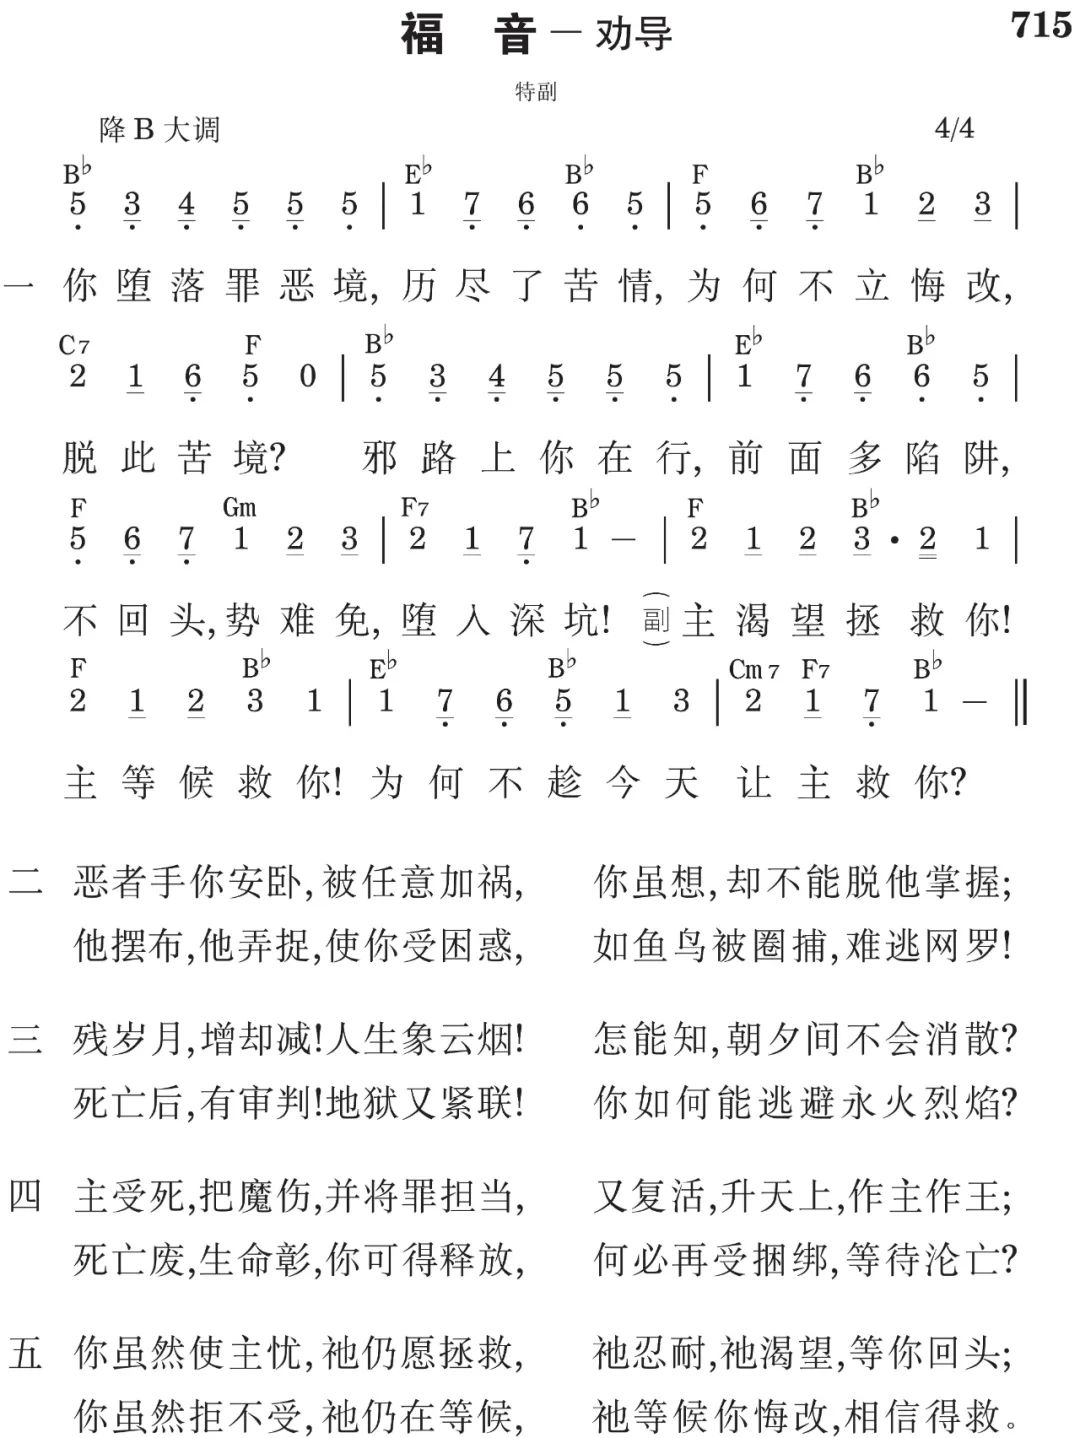 福 音 — 劝导 715
特副
降 B 大调 4/4
B♭ E♭ B♭ F B♭
5 3 4 5 5 5 | 1 7 6 6 5 | 5 6 7 1 2 3 |
一 你堕落罪恶境, 历尽了苦情, 为何不立悔改,
C7 F B♭ E♭ B♭
2 1 6 5 0 | 5 3 4 5 5 5 | 1 7 6 6 5 |
脱此苦境? 邪路上你在行, 前面多陷阱,
F Gm F7 B♭ F B♭
5 6 7 1 2 3 | 2 1 7 1 — | 2 1 2 3 · 2 1 |
不回头, 势难免, 堕入深坑! (副) 主渴望拯救你!
F B♭ E♭ B♭ Cm7 F7 B♭
2 1 2 3 1 | 1 7 6 5 1 3 | 2 1 7 1 — ‖
主等候救你! 为何不趁今天让主救你?
二 恶者手你安卧, 被任意加祸, 你虽想, 却不能脱他掌握;
他摆布, 他弄捉, 使你受困惑, 如鱼鸟被圈捕, 难逃网罗!
三 残岁月, 增却减! 人生象云烟! 怎能知, 朝夕间不会消散?
死亡后, 有审判! 地狱又紧联! 你如何能逃避永火烈焰?
四 主受死, 把魔伤, 并将罪担当, 又复活, 升天上, 作主作王;
死亡废, 生命彰, 你可得释放, 何必再受捆绑, 等待沦亡?
五 你虽然使主忧, 祂仍愿拯救, 祂忍耐, 祂渴望, 等你回头;
你虽然拒不受, 祂仍在等候, 祂等候你悔改, 相信得救。